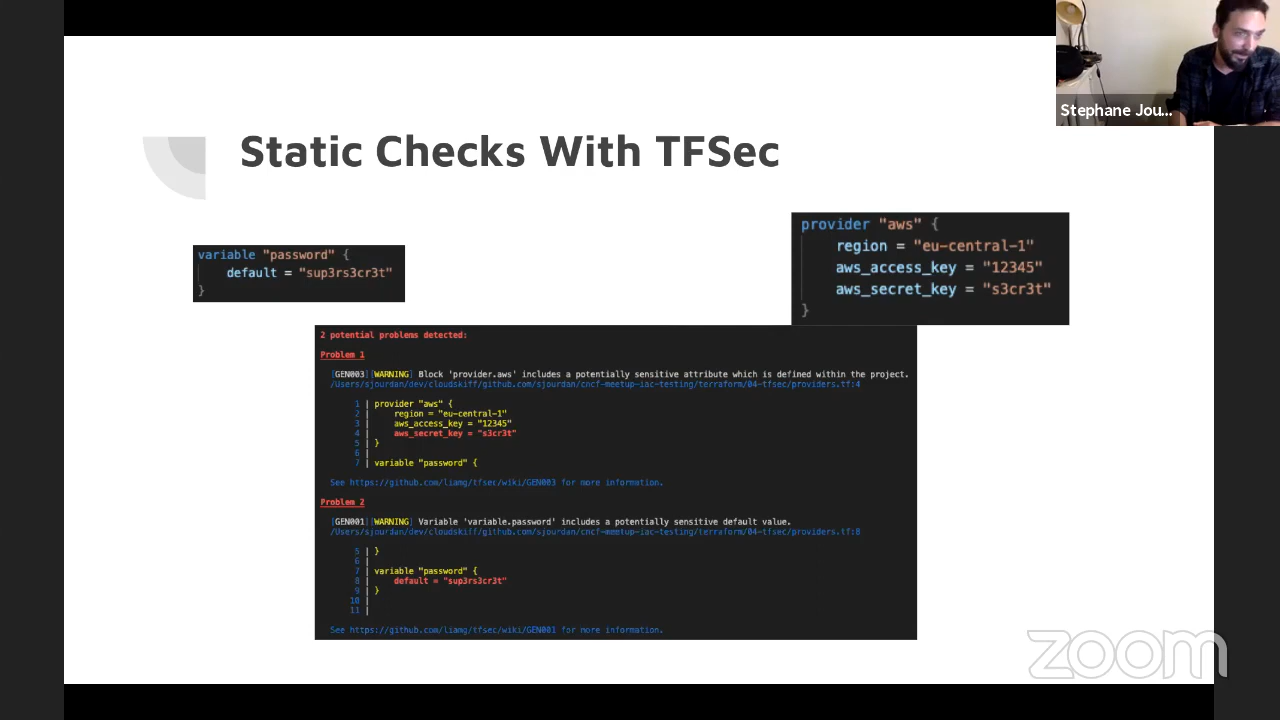 Stephane Jou...
Static Checks With TFSec
variable "password" {
default = "sup3rs3cr3t"
}
provider "aws" {
region = "eu-central-1"
aws_access_key = "12345"
aws_secret_key = "s3cr3t"
}
2 potential problems detected:
Problem 1
[GEN003][WARNING] Block 'provider.aws' includes a potentially sensitive attribute which is defined within the project.
/Users/sjourdan/dev/cloudskiff/github.com/sjourdan/cncf-meetup-iac-testing/terraform/04-tfsec/providers.tf:4
1 | provider "aws" {
2 | region = "eu-central-1"
3 | aws_access_key = "12345"
4 | aws_secret_key = "s3cr3t"
5 | }
6 |
7 | variable "password" {
See https://github.com/liamg/tfsec/wiki/GEN003 for more information.
Problem 2
[GEN001][WARNING] Variable 'variable.password' includes a potentially sensitive default value.
/Users/sjourdan/dev/cloudskiff/github.com/sjourdan/cncf-meetup-iac-testing/terraform/04-tfsec/providers.tf:8
5 | }
6 |
7 | variable "password" {
8 | default = "sup3rs3cr3t"
9 | }
10 |
11 |
See https://github.com/liamg/tfsec/wiki/GEN001 for more information.
zoom